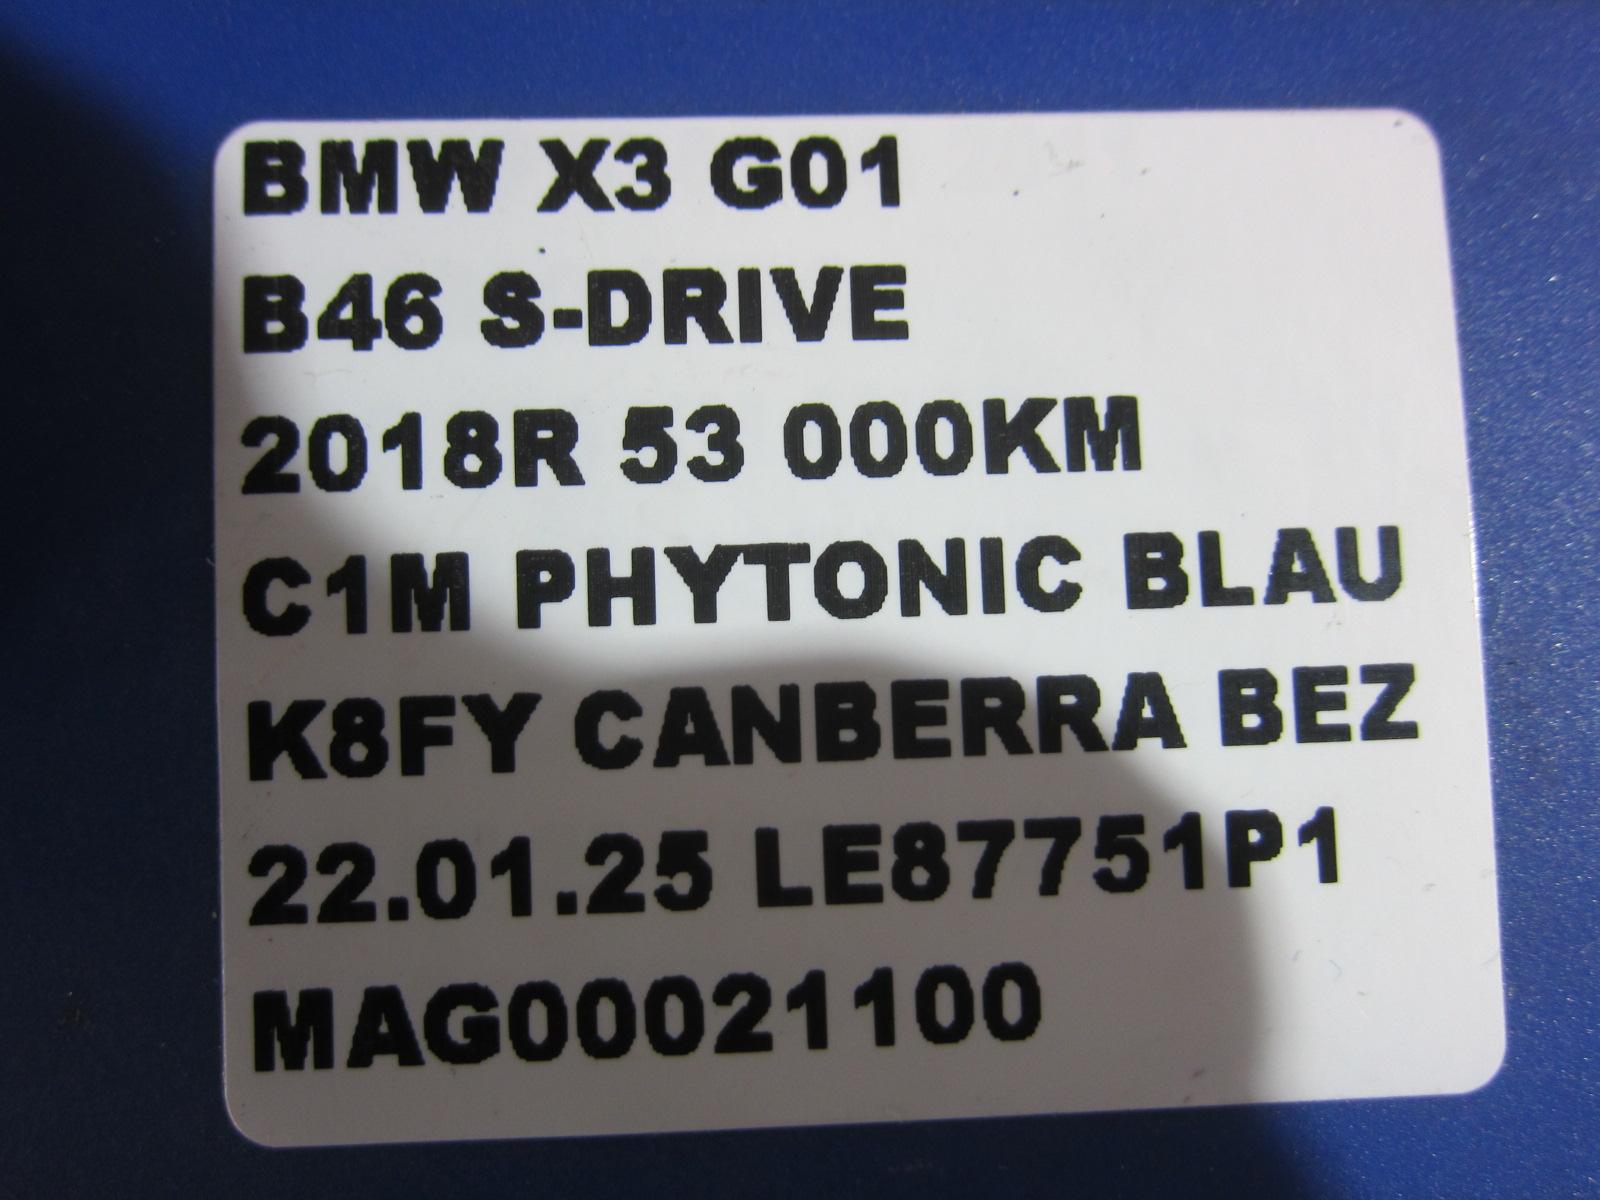 BMW X3 G01
B46 S-DRIVE
2018R 53 000KM
C1M PHYTONIC BLAU
K8FY CANBERRA BEZ
22.01.25 LE87751P1
MAG00021100